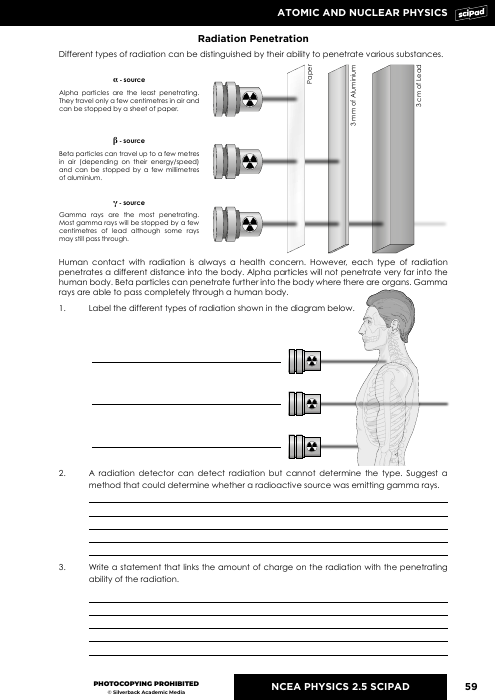 ATOMIC AND NUCLEAR PHYSICS
scipad
Radiation Penetration
Different types of radiation can be distinguished by their ability to penetrate various substances.
α - source
Alpha particles are the least penetrating.
They travel only a few centimetres in air and
can be stopped by a sheet of paper.
β - source
Beta particles can travel up to a few metres
in air (depending on their energy/speed)
and can be stopped by a few millimetres
of aluminium.
γ - source
Gamma rays are the most penetrating.
Most gamma rays will be stopped by a few
centimetres of lead although some rays
may still pass through.
Paper
3 mm of Aluminium
3 cm of Lead
Human contact with radiation is always a health concern. However, each type of radiation
penetrates a different distance into the body. Alpha particles will not penetrate very far into the
human body. Beta particles can penetrate further into the body where there are organs. Gamma
rays are able to pass completely through a human body.
1. Label the different types of radiation shown in the diagram below.
2. A radiation detector can detect radiation but cannot determine the type. Suggest a
method that could determine whether a radioactive source was emitting gamma rays.
3. Write a statement that links the amount of charge on the radiation with the penetrating
ability of the radiation.
PHOTOCOPYING PROHIBITED
© Silverback Academic Media
NCEA PHYSICS 2.5 SCIPAD
59